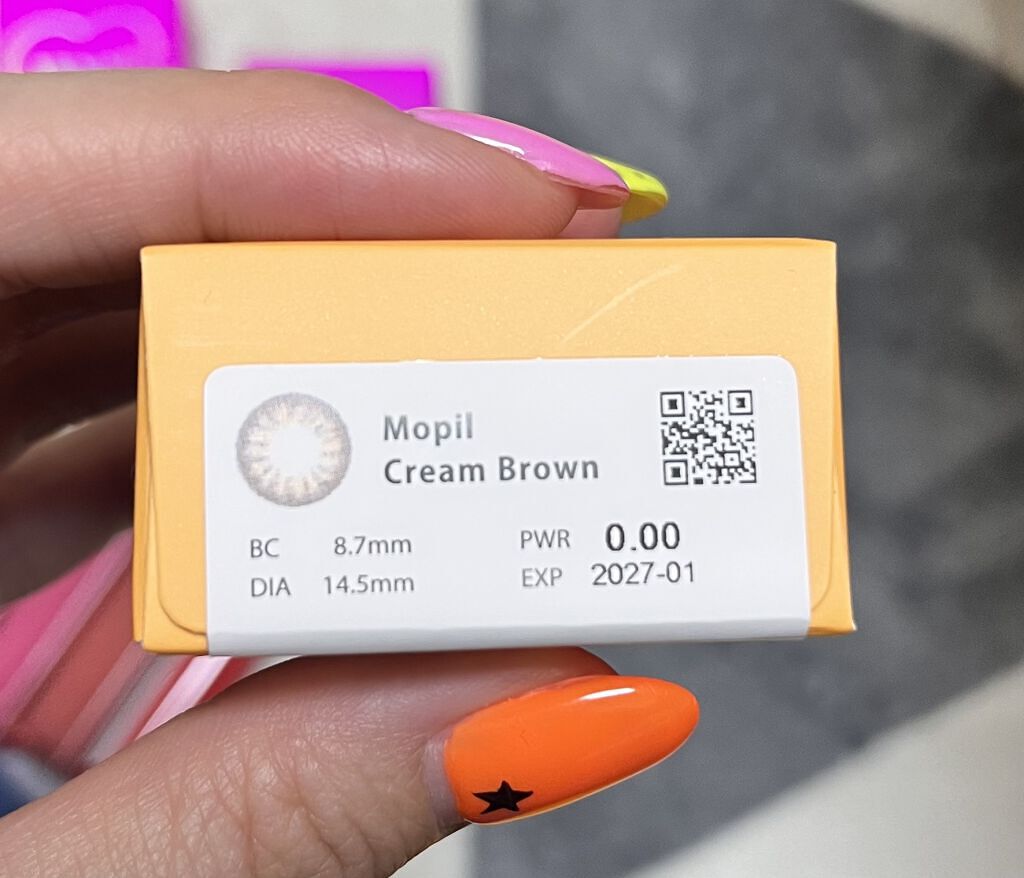 Mopil
Cream Brown
BC 8.7mm PWR 0.00
DIA 14.5mm EXP 2027-01